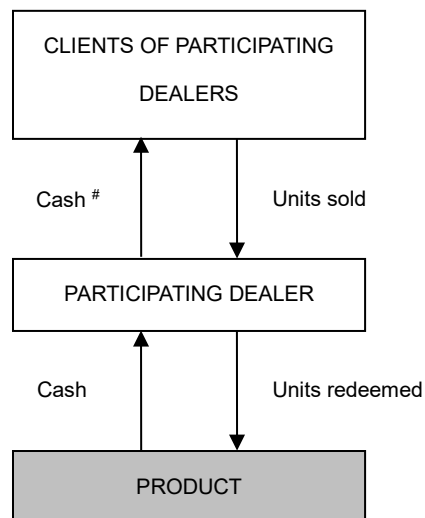 CLIENTS OF PARTICIPATING
DEALERS
Cash #
Units sold
PARTICIPATING DEALER
Cash
Units redeemed
PRODUCT